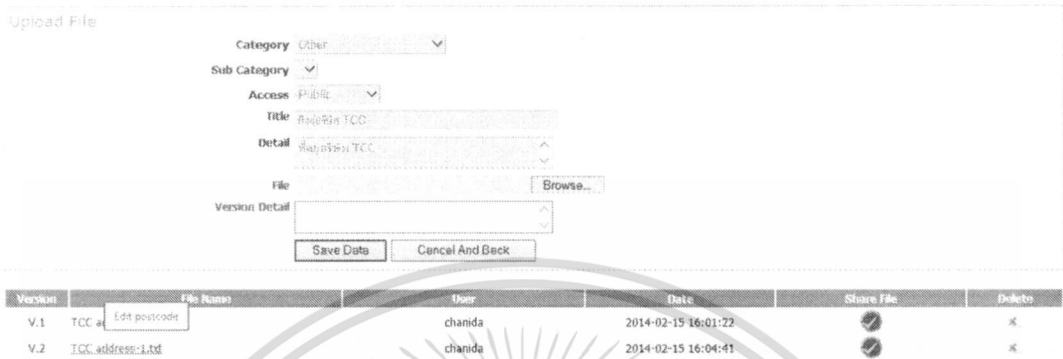 Upload File
Category Other
Sub Category
Access Public
Title ที่อยู่บริษัท TCC
Detail ที่อยู่บริษัท TCC
File Browse...
Version Detail
Save Data Cancel And Back
Version File Name User Date Share File Delete
V.1 TCC ad Edit postcode chanida 2014-02-15 16:01:22
V.2 TCC address-1.txt chanida 2014-02-15 16:04:41